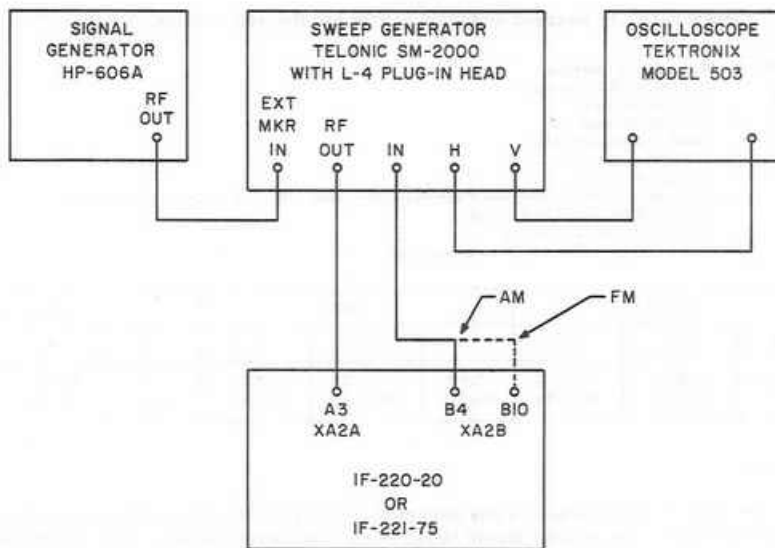 SIGNAL
GENERATOR
HP-606A
RF
OUT
SWEEP GENERATOR
TELONIC SM-2000
WITH L-4 PLUG-IN HEAD
EXT
MKR
IN
RF
OUT
IN
H
V
OSCILLOSCOPE
TEKTRONIX
MODEL 503
AM
FM
A3
XA2A
B4
B10
XA2B
IF-220-20
OR
IF-221-75